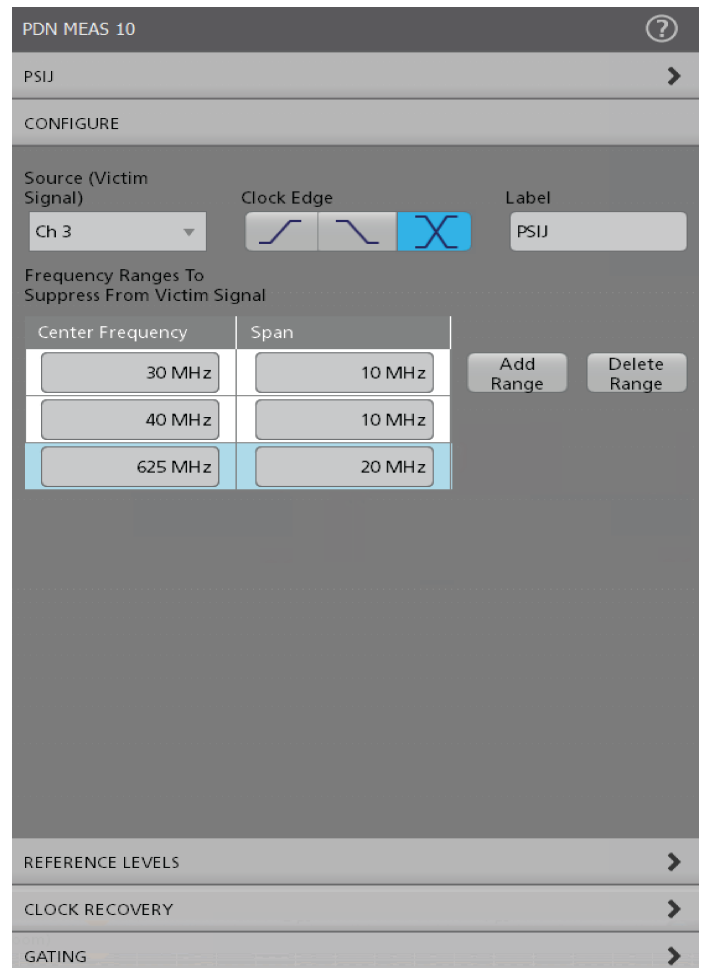 PDN MEAS 10
?
PSIJ
CONFIGURE
Source (Victim
Signal)
Clock Edge
Label
Ch 3
PSIJ
Frequency Ranges To
Suppress From Victim Signal
Center Frequency Span
30 MHz 10 MHz
Add
Range
Delete
Range
40 MHz 10 MHz
625 MHz 20 MHz
REFERENCE LEVELS
CLOCK RECOVERY
GATING